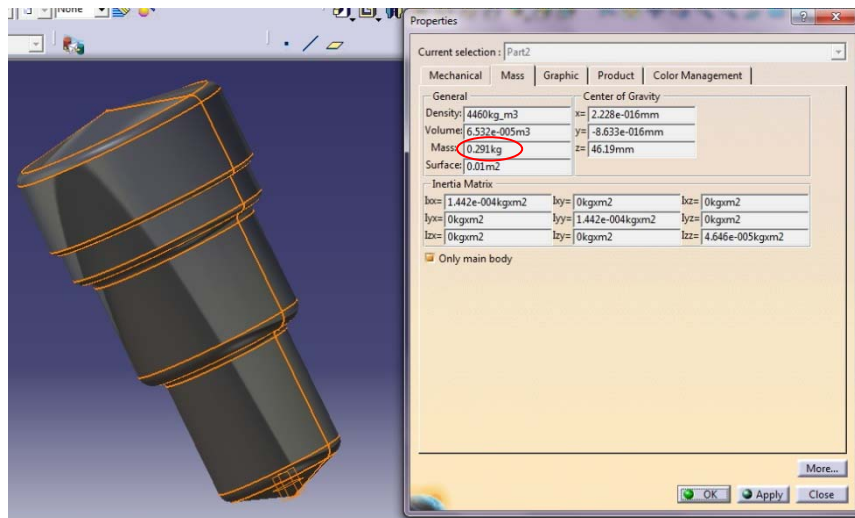 None
Properties
Current selection : Part2
Mechanical Mass Graphic Product Color Management
General
Center of Gravity
Density: 4460kg_m3
x= 2.228e-016mm
Volume: 6.532e-005m3
y= -8.633e-016mm
Mass: 0.291kg
z= 46.19mm
Surface: 0.01m2
Inertia Matrix
Ixx= 1.442e-004kgxm2 Ixy= 0kgxm2 Ixz= 0kgxm2
Iyx= 0kgxm2 Iyy= 1.442e-004kgxm2 Iyz= 0kgxm2
Izx= 0kgxm2 Izy= 0kgxm2 Izz= 4.646e-005kgxm2
Only main body
More...
OK Apply Close